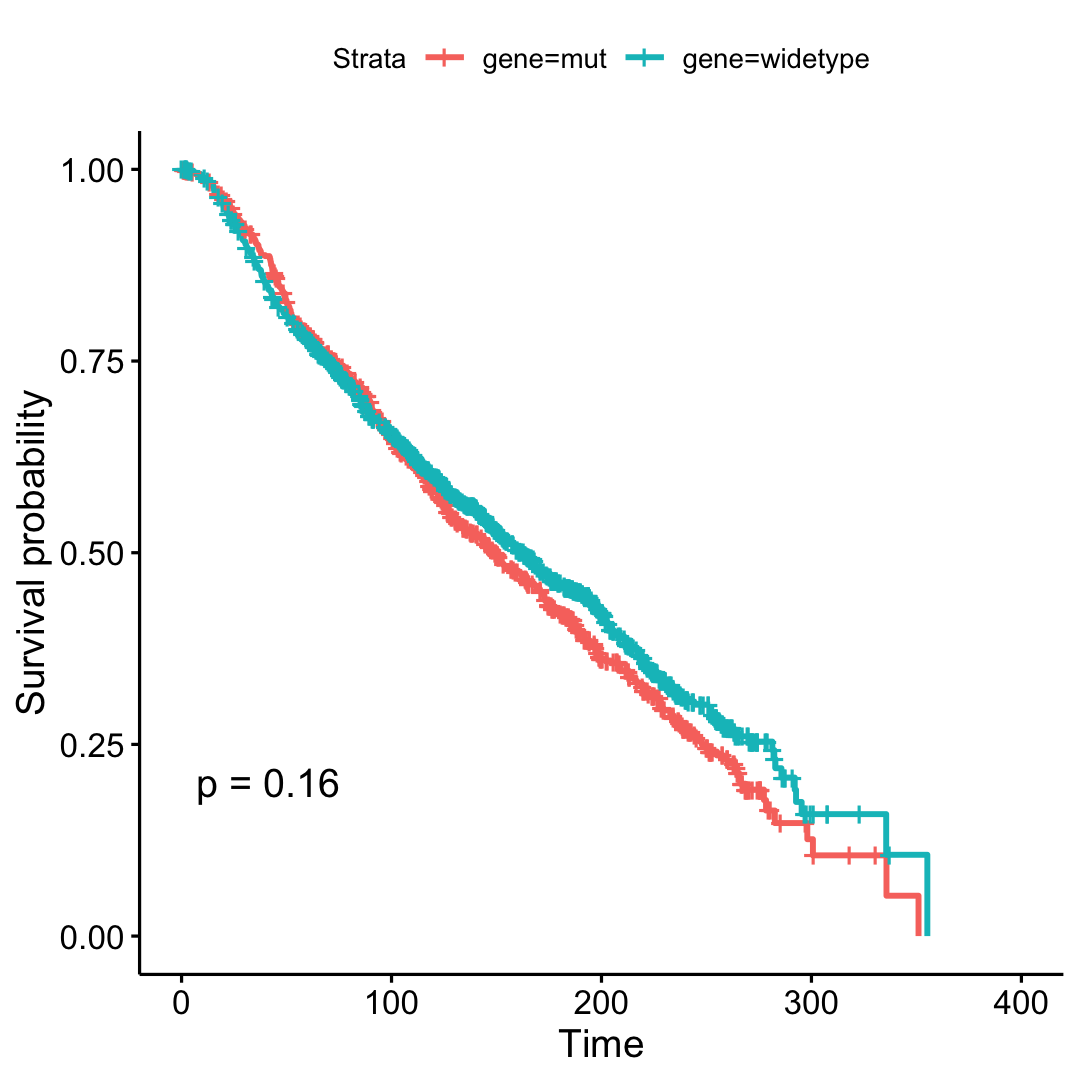 Strata gene=mut gene=widetype
Survival probability
1.00
0.75
0.50
0.25
0.00
p = 0.16
0 100 200 300 400
Time